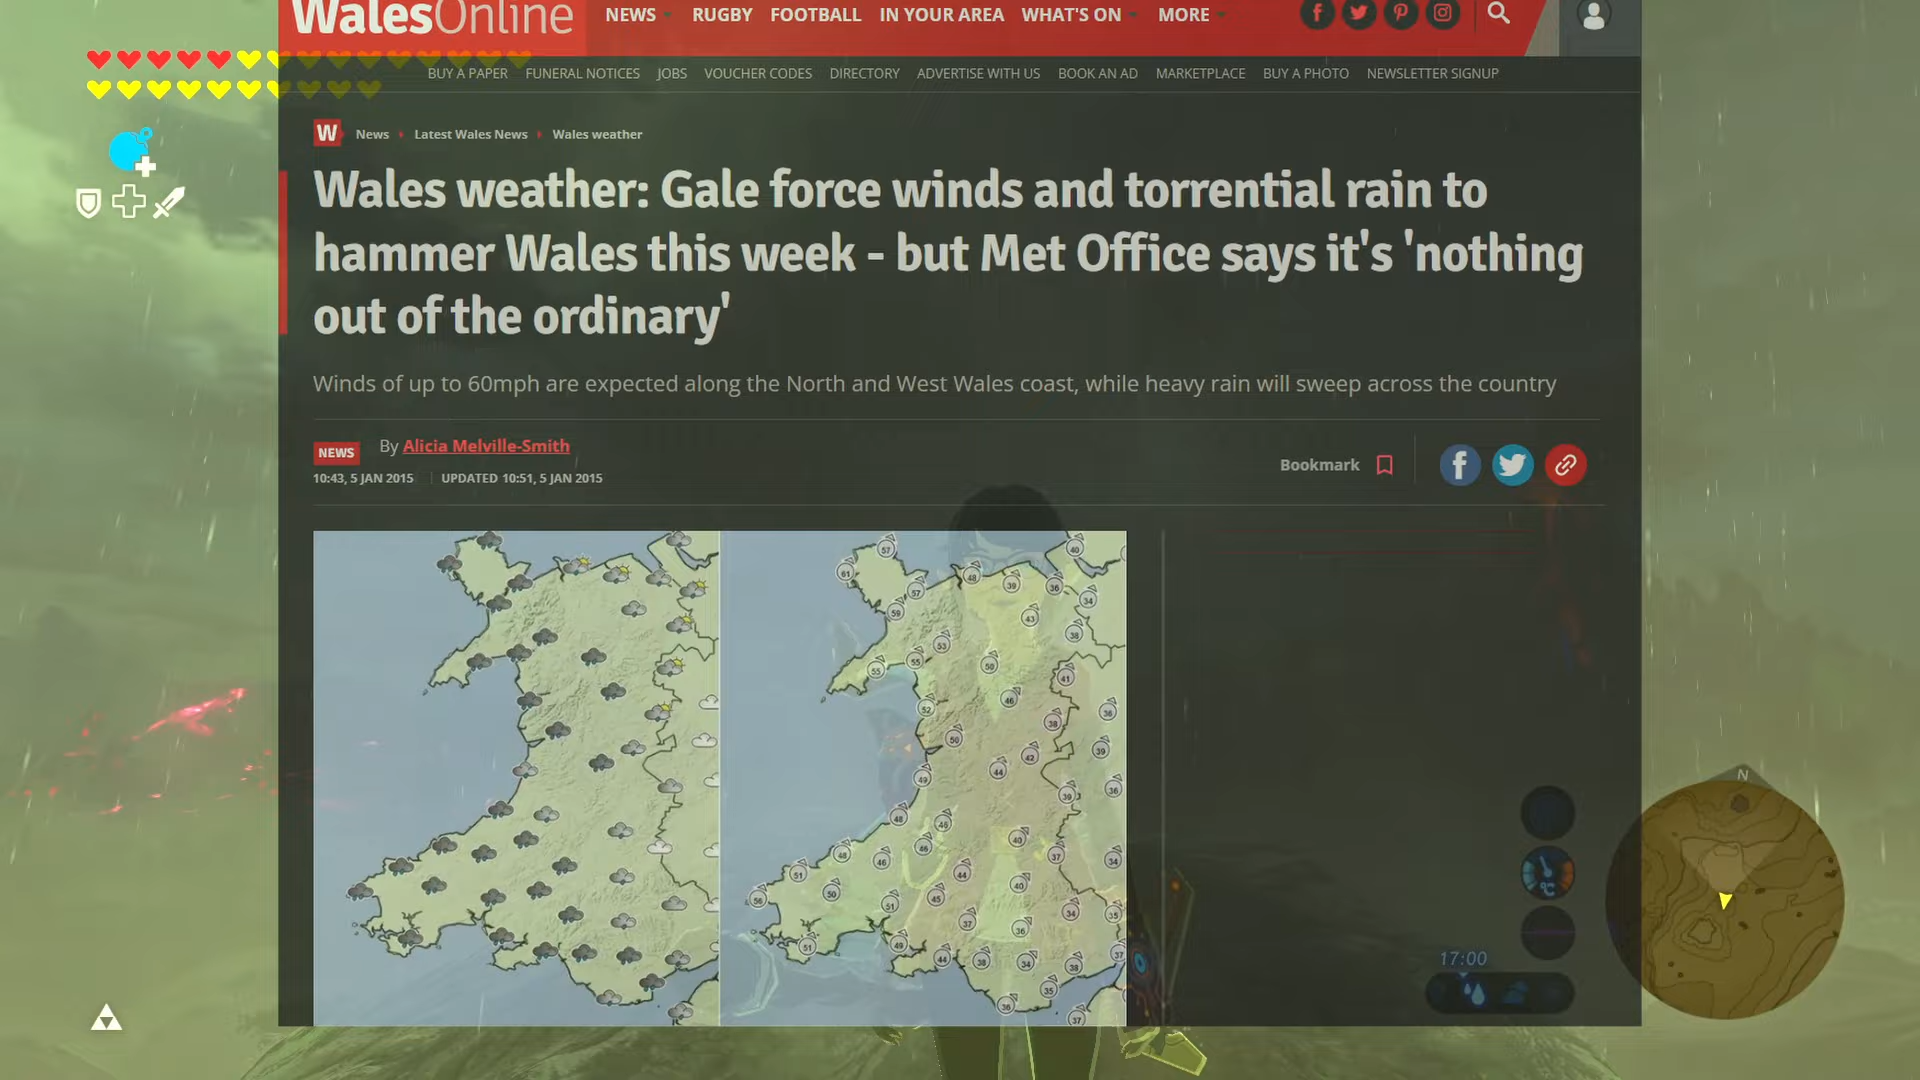 WalesOnline NEWS RUGBY FOOTBALL IN YOUR AREA WHAT'S ON MORE
BUY A PAPER FUNERAL NOTICES JOBS VOUCHER CODES DIRECTORY ADVERTISE WITH US BOOK AN AD MARKETPLACE BUY A PHOTO NEWSLETTER SIGNUP
W News Latest Wales News Wales weather
Wales weather: Gale force winds and torrential rain to
hammer Wales this week - but Met Office says it's 'nothing
out of the ordinary'
Winds of up to 60mph are expected along the North and West Wales coast, while heavy rain will sweep across the country
NEWS By Alicia Melville-Smith
Bookmark
10:43, 5 JAN 2015 UPDATED 10:51, 5 JAN 2015
N
°C
17:00